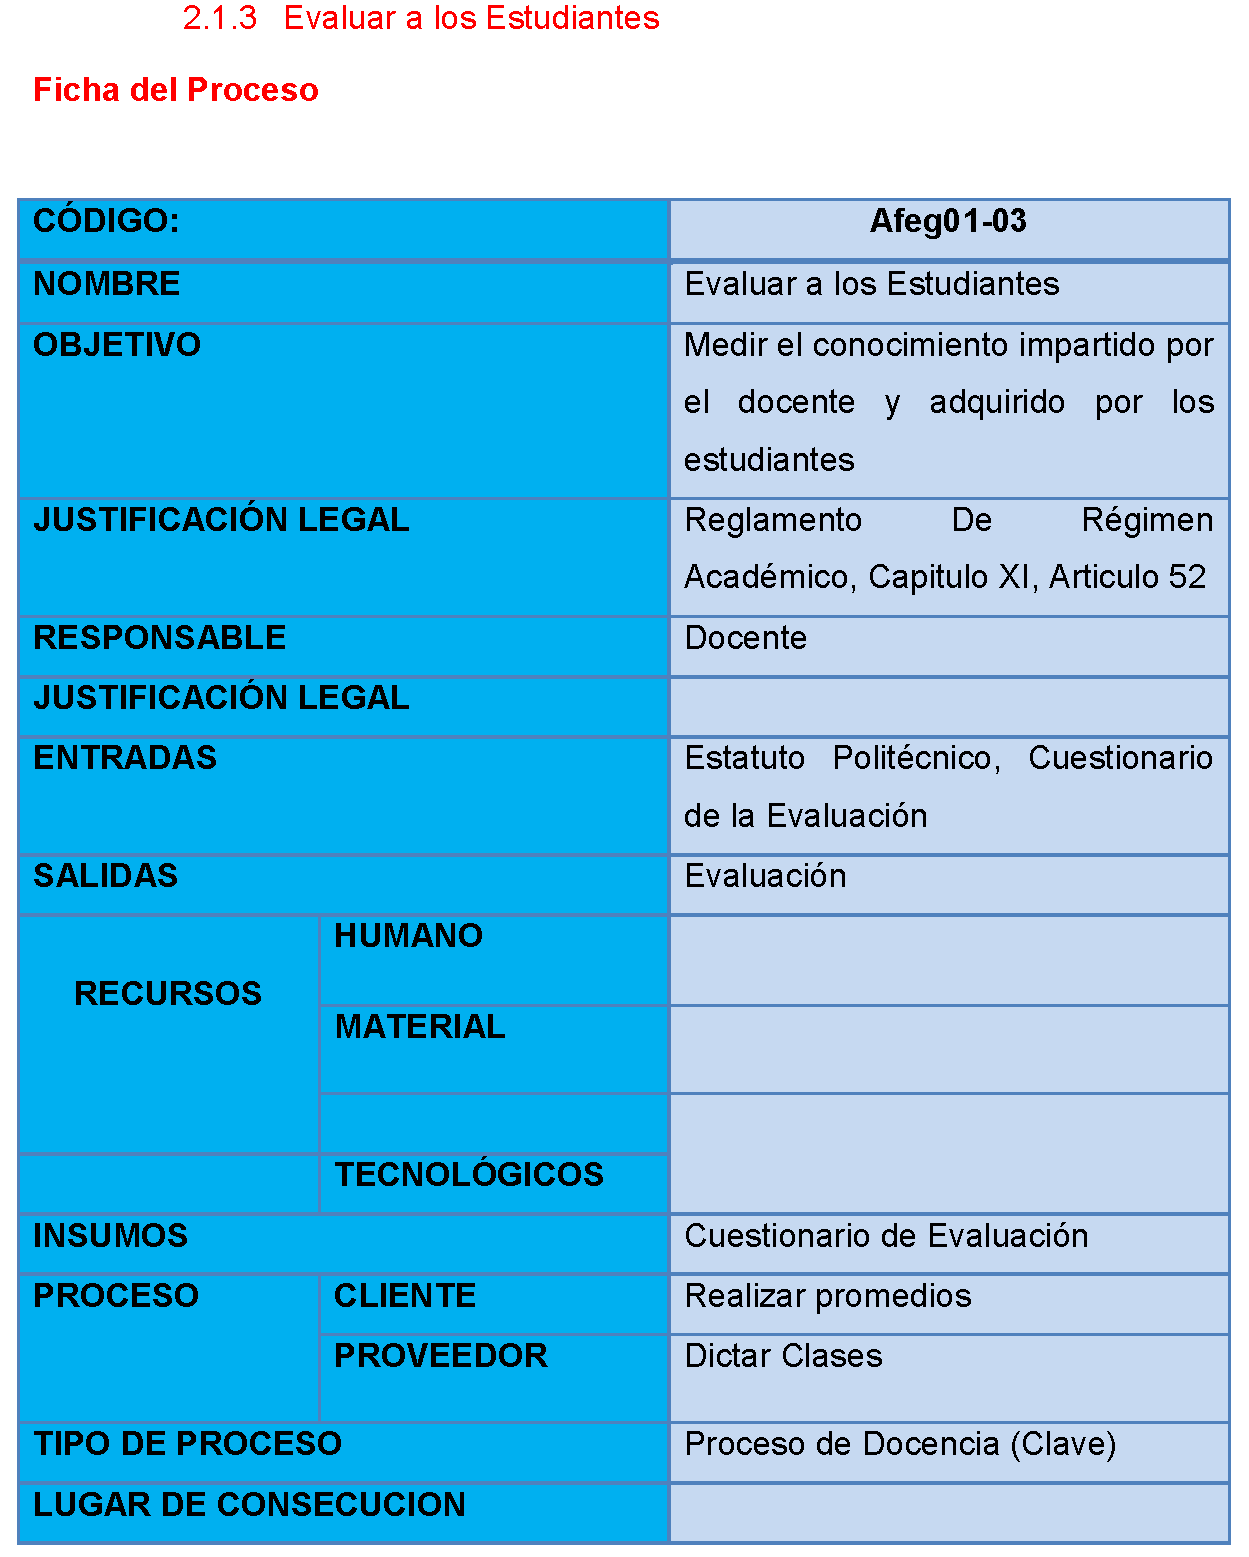 2.1.3 Evaluar a los Estudiantes
Ficha del Proceso
CÓDIGO: Afeg01-03
NOMBRE Evaluar a los Estudiantes
OBJETIVO Medir el conocimiento impartido por
el docente y adquirido por los
estudiantes
JUSTIFICACIÓN LEGAL Reglamento De Régimen
Académico, Capitulo XI, Articulo 52
RESPONSABLE Docente
JUSTIFICACIÓN LEGAL
ENTRADAS Estatuto Politécnico, Cuestionario
de la Evaluación
SALIDAS Evaluación
HUMANO
RECURSOS
MATERIAL
TECNOLÓGICOS
INSUMOS Cuestionario de Evaluación
PROCESO CLIENTE Realizar promedios
PROVEEDOR Dictar Clases
TIPO DE PROCESO Proceso de Docencia (Clave)
LUGAR DE CONSECUCION